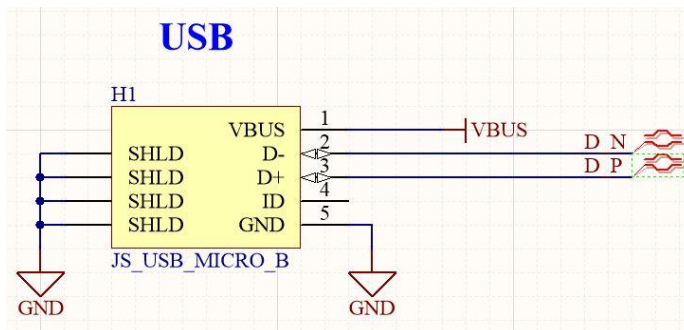 USB
H1
VBUS 1 VBUS
SHLD D- 2 D N
SHLD D+ 3 D P
SHLD ID 4
SHLD GND 5
JS_USB_MICRO_B
GND GND